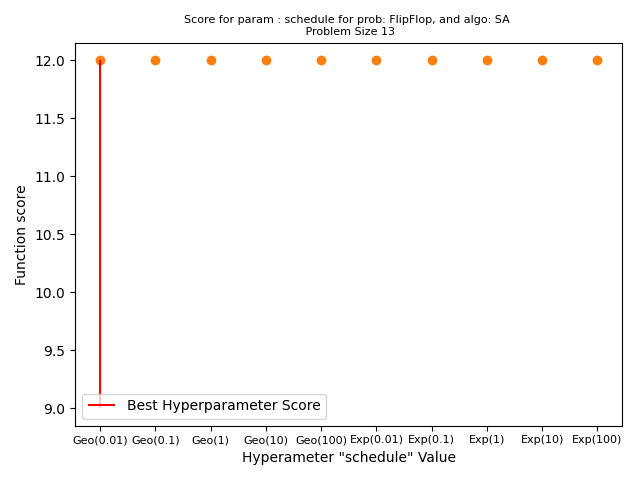 Score for param : schedule for prob: FlipFlop, and algo: SA
Problem Size 13
Function score
12.0
11.5
11.0
10.5
10.0
9.5
9.0
Best Hyperparameter Score
Geo(0.01) Geo(0.1) Geo(1) Geo(10) Geo(100) Exp(0.01) Exp(0.1) Exp(1) Exp(10) Exp(100)
Hyperameter "schedule" Value